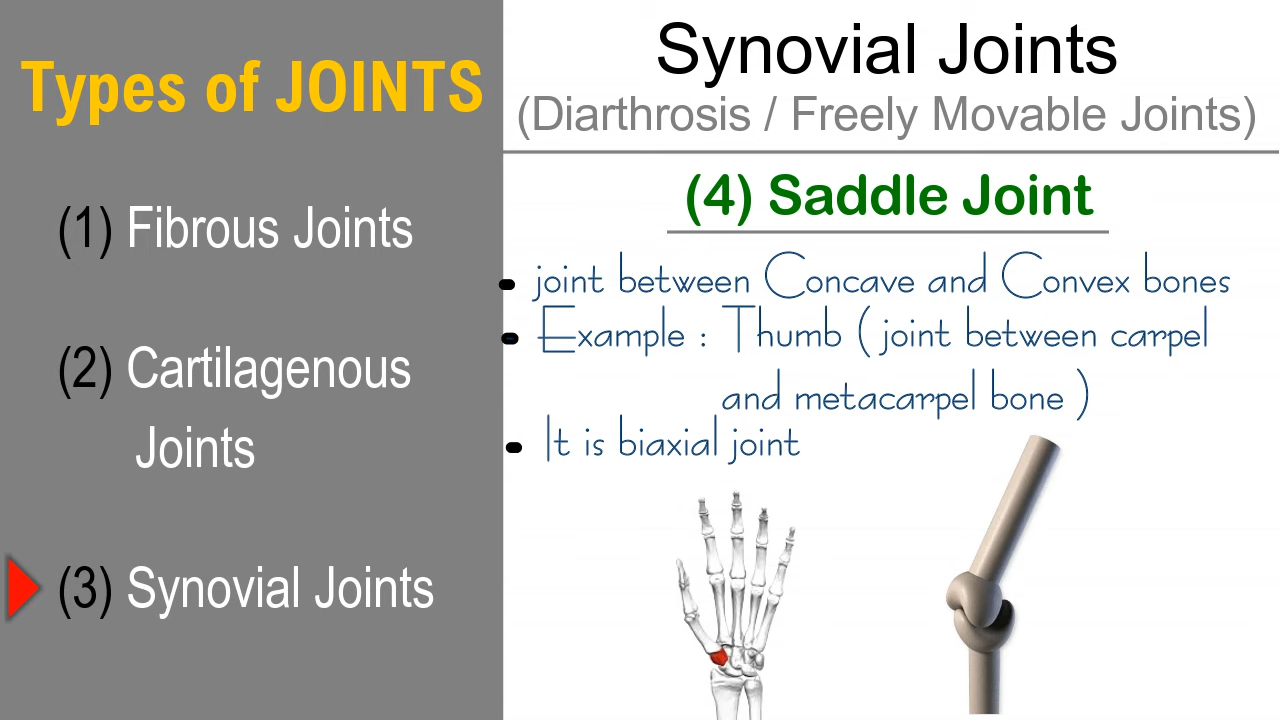 Types of JOINTS
(1) Fibrous Joints
(2) Cartilagenous
Joints
(3) Synovial Joints
Synovial Joints
(Diarthrosis / Freely Movable Joints)
(4) Saddle Joint
• joint between Concave and Convex bones
• Example : Thumb ( joint between carpel
and metacarpel bone )
• It is biaxial joint